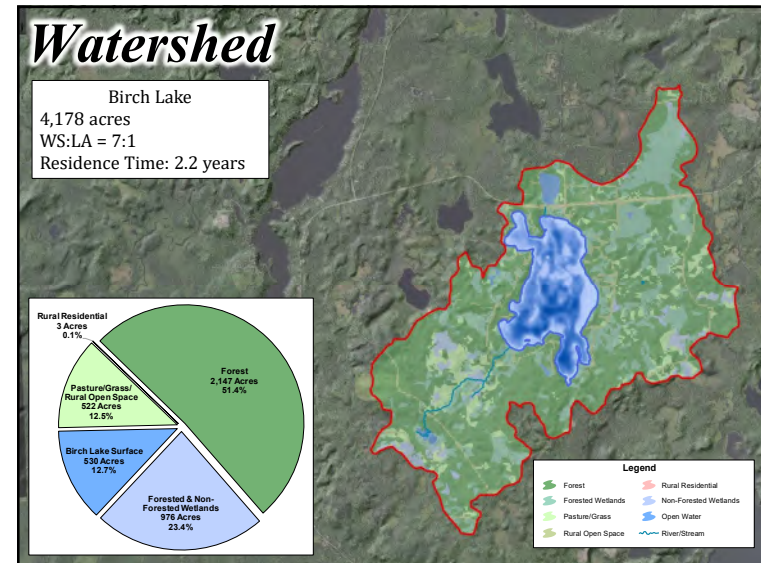 Watershed
Birch Lake
4,178 acres
WS:LA = 7:1
Residence Time: 2.2 years
Rural Residential
3 Acres
0.1%
Forest
2,147 Acres
51.4%
Pasture/Grass/
Rural Open Space
522 Acres
12.5%
Birch Lake Surface
530 Acres
12.7%
Forested & Non-
Forested Wetlands
976 Acres
23.4%
Legend
Forest
Forested Wetlands
Pasture/Grass
Rural Open Space
Rural Residential
Non-Forested Wetlands
Open Water
River/Stream